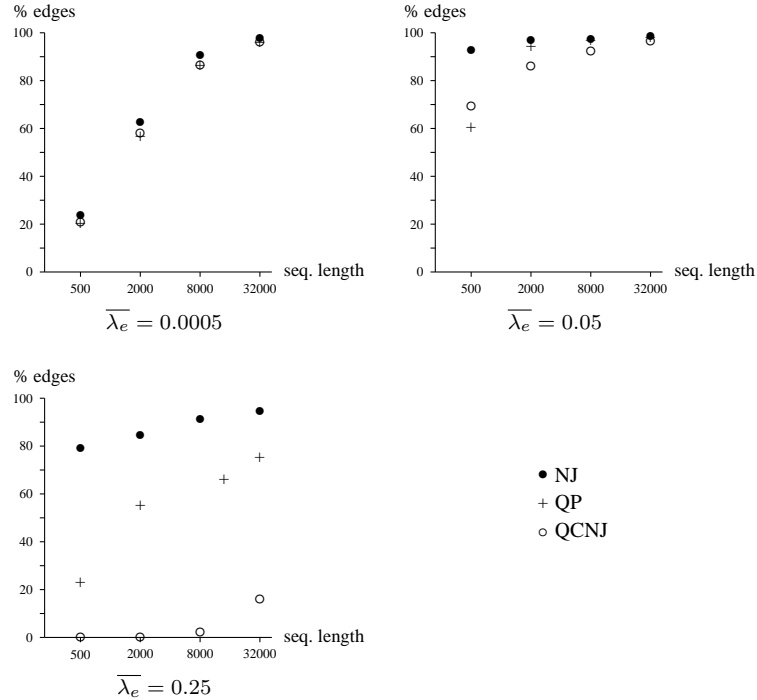 % edges
100
80
60
40
20
0
500 2000 8000 32000
seq. length
λₑ‾ = 0.0005
% edges
100
80
60
40
20
0
500 2000 8000 32000
seq. length
λₑ‾ = 0.05
% edges
100
80
60
40
20
0
500 2000 8000 32000
seq. length
λₑ‾ = 0.25
NJ
QP
QCNJ